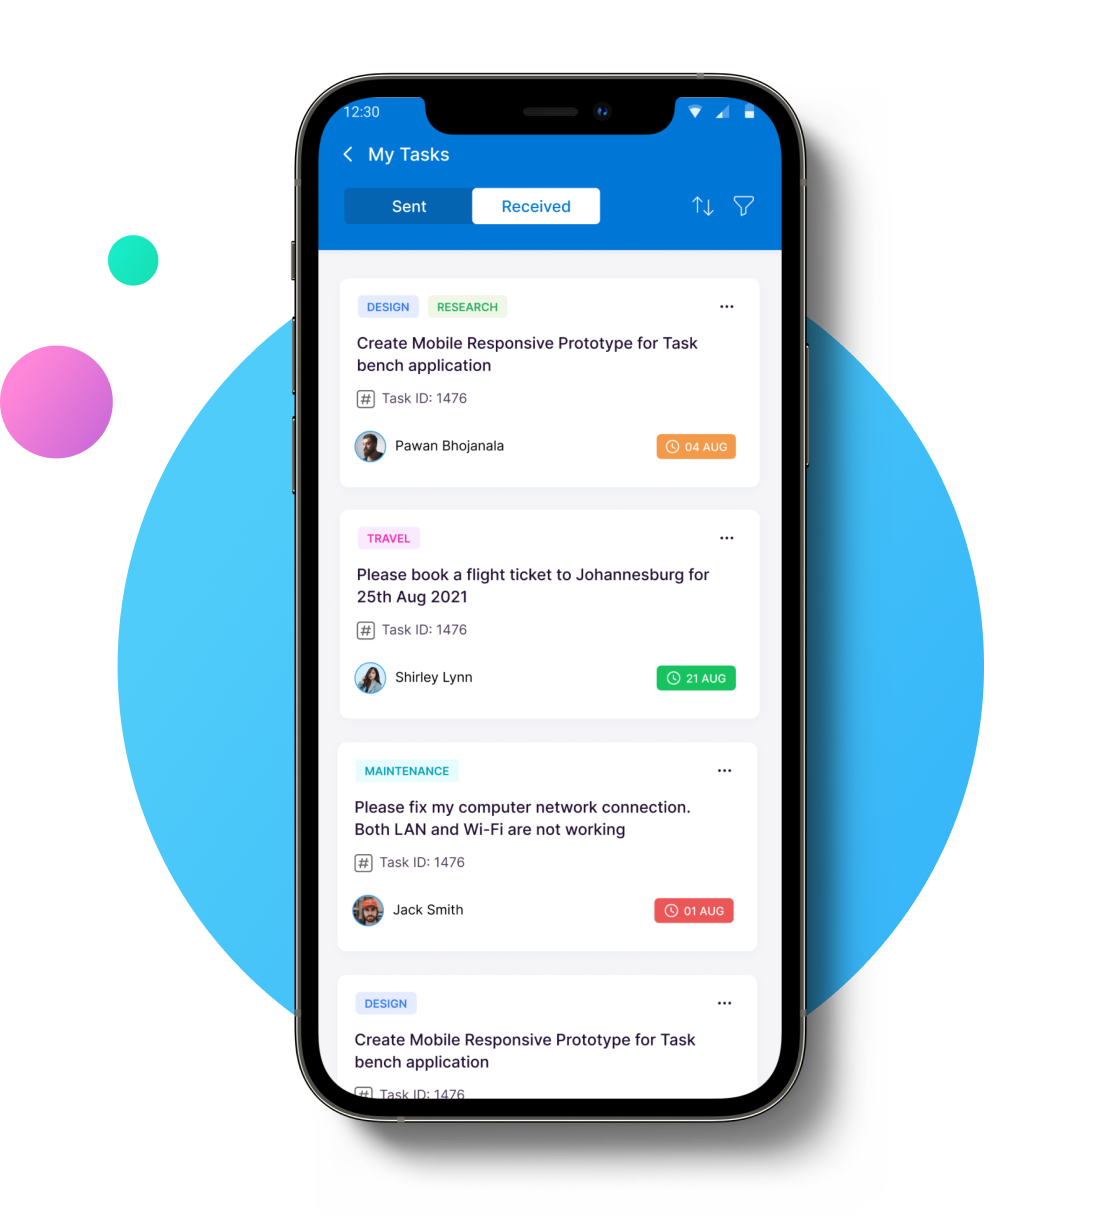 12:30
My Tasks
Sent
Received
DESIGN
RESEARCH
Create Mobile Responsive Prototype for Task
bench application
# Task ID: 1476
Pawan Bhojanala
04 AUG
TRAVEL
Please book a flight ticket to Johannesburg for
25th Aug 2021
# Task ID: 1476
Shirley Lynn
21 AUG
MAINTENANCE
Please fix my computer network connection.
Both LAN and Wi-Fi are not working
# Task ID: 1476
Jack Smith
01 AUG
DESIGN
Create Mobile Responsive Prototype for Task
bench application
# Task ID: 1476